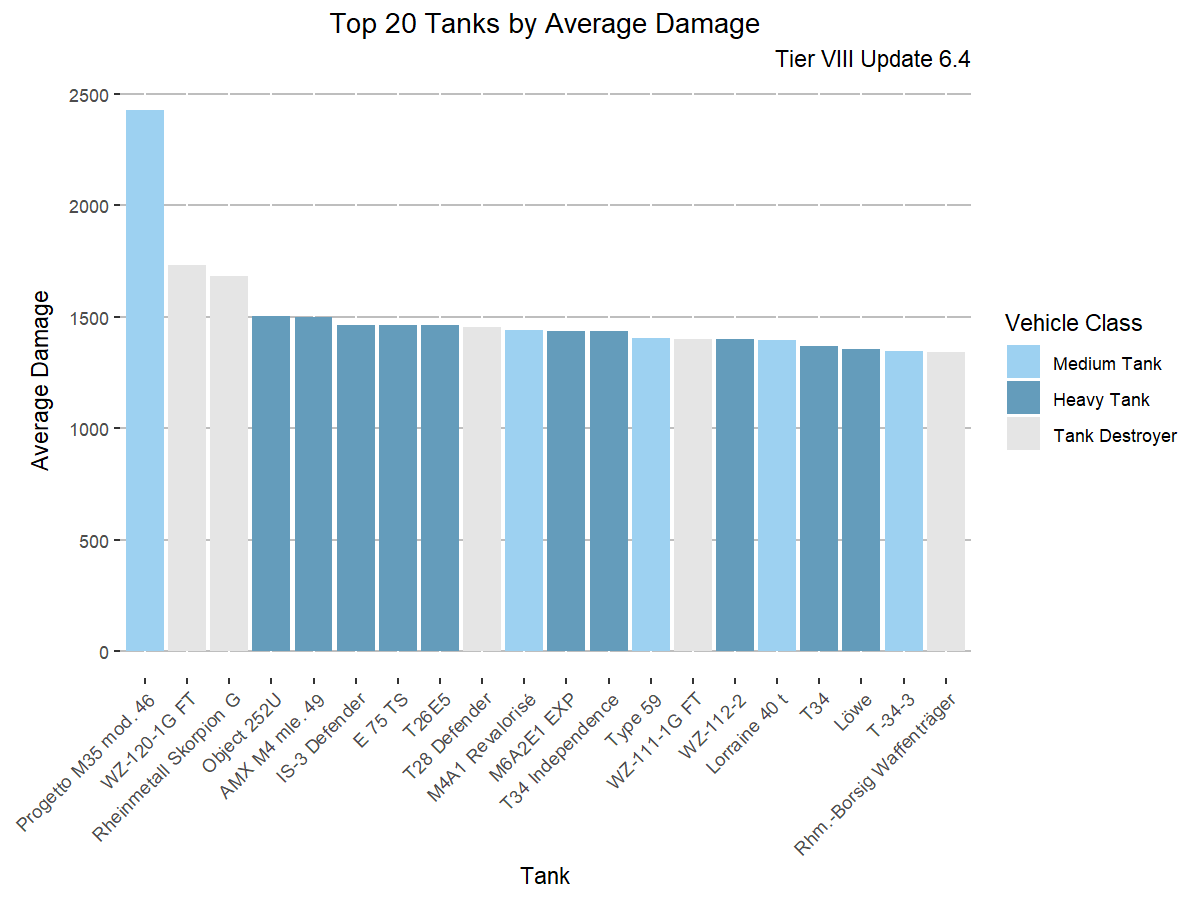 Top 20 Tanks by Average Damage
Tier VIII Update 6.4
2500
2000
1500
1000
500
0
Average Damage
Progetto M35 mod. 46
WZ-120-1G FT
Rheinmetall Skorpion G
Object 252U
AMX M4 mle. 49
IS-3 Defender
E 75 TS
T26E5
T28 Defender
M4A1 Revalorisé
M6A2E1 EXP
T34 Independence
Type 59
WZ-111-1G FT
WZ-112-2
Lorraine 40 t
T34
Löwe
T-34-3
Rhm.-Borsig Waffenträger
Tank
Vehicle Class
Medium Tank
Heavy Tank
Tank Destroyer